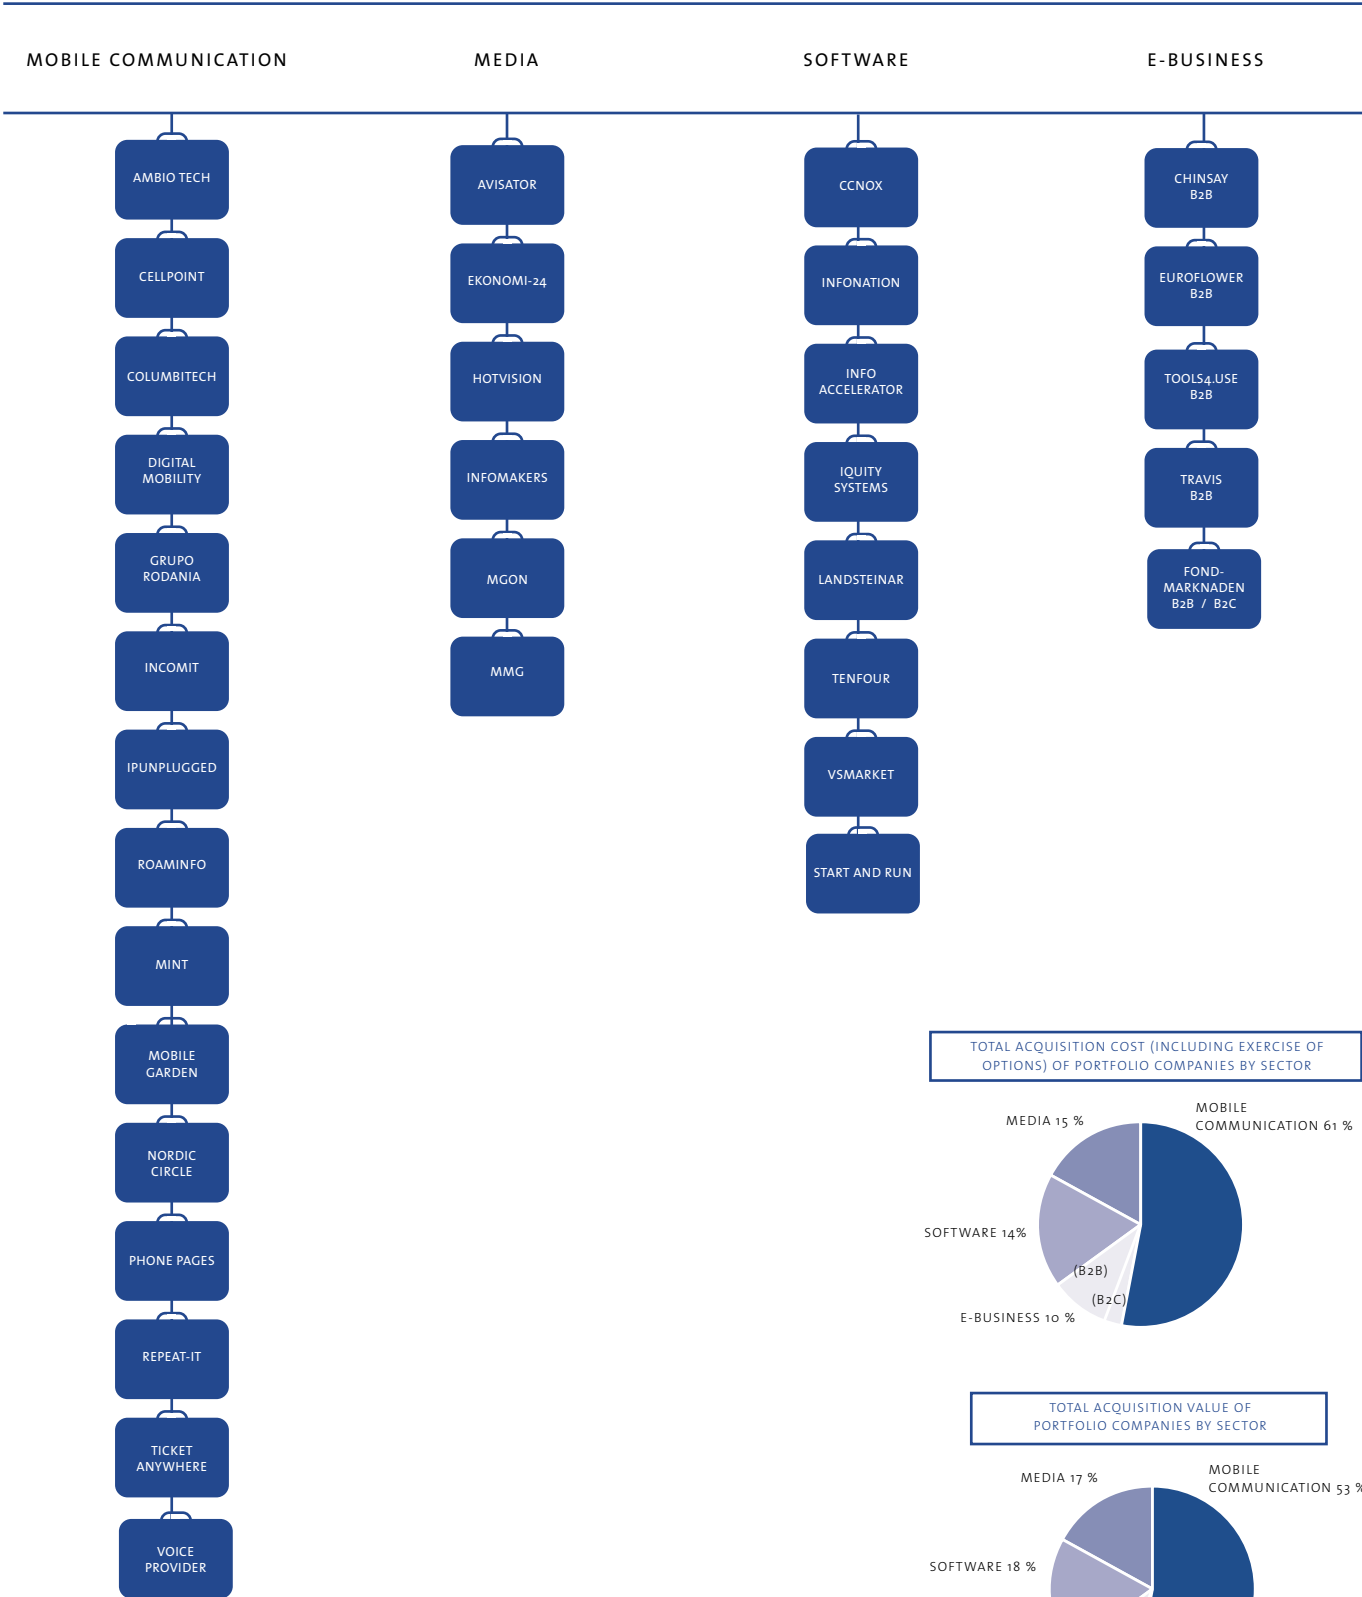 MOBILE COMMUNICATION
MEDIA
SOFTWARE
E-BUSINESS
AMBIO TECH
CELLPOINT
COLUMBITECH
DIGITAL
MOBILITY
GRUPO
RODANIA
INCOMIT
IPUNPLUGGED
ROAMINFO
MINT
MOBILE
GARDEN
NORDIC
CIRCLE
PHONE PAGES
REPEAT-IT
TICKET
ANYWHERE
VOICE
PROVIDER
AVISATOR
EKONOMI-24
HOTVISION
INFOMAKERS
MGON
MMG
CCNOX
INFONATION
INFO
ACCELERATOR
IQUITY
SYSTEMS
LANDSTEINAR
TENFOUR
VSMARKET
START AND RUN
CHINSAY
B2B
EUROFLOWER
B2B
TOOLS4.USE
B2B
TRAVIS
B2B
FOND-
MARKNADEN
B2B / B2C
TOTAL ACQUISITION COST (INCLUDING EXERCISE OF
OPTIONS) OF PORTFOLIO COMPANIES BY SECTOR
MEDIA 15 %
MOBILE
COMMUNICATION 61 %
SOFTWARE 14%
(B2B)
(B2C)
E-BUSINESS 10 %
TOTAL ACQUISITION VALUE OF
PORTFOLIO COMPANIES BY SECTOR
MEDIA 17 %
MOBILE
COMMUNICATION 53 %
SOFTWARE 18 %